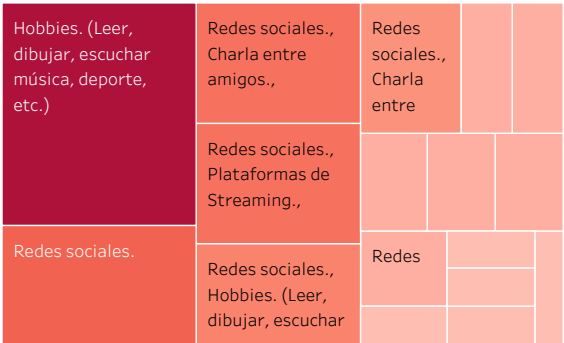 Hobbies. (Leer,
dibujar, escuchar
música, deporte,
etc.)
Redes sociales.
Redes sociales.,
Charla entre
amigos.,
Redes sociales.,
Plataformas de
Streaming.,
Redes sociales.,
Hobbies. (Leer,
dibujar, escuchar
Redes
sociales.,
Charla
entre
Redes